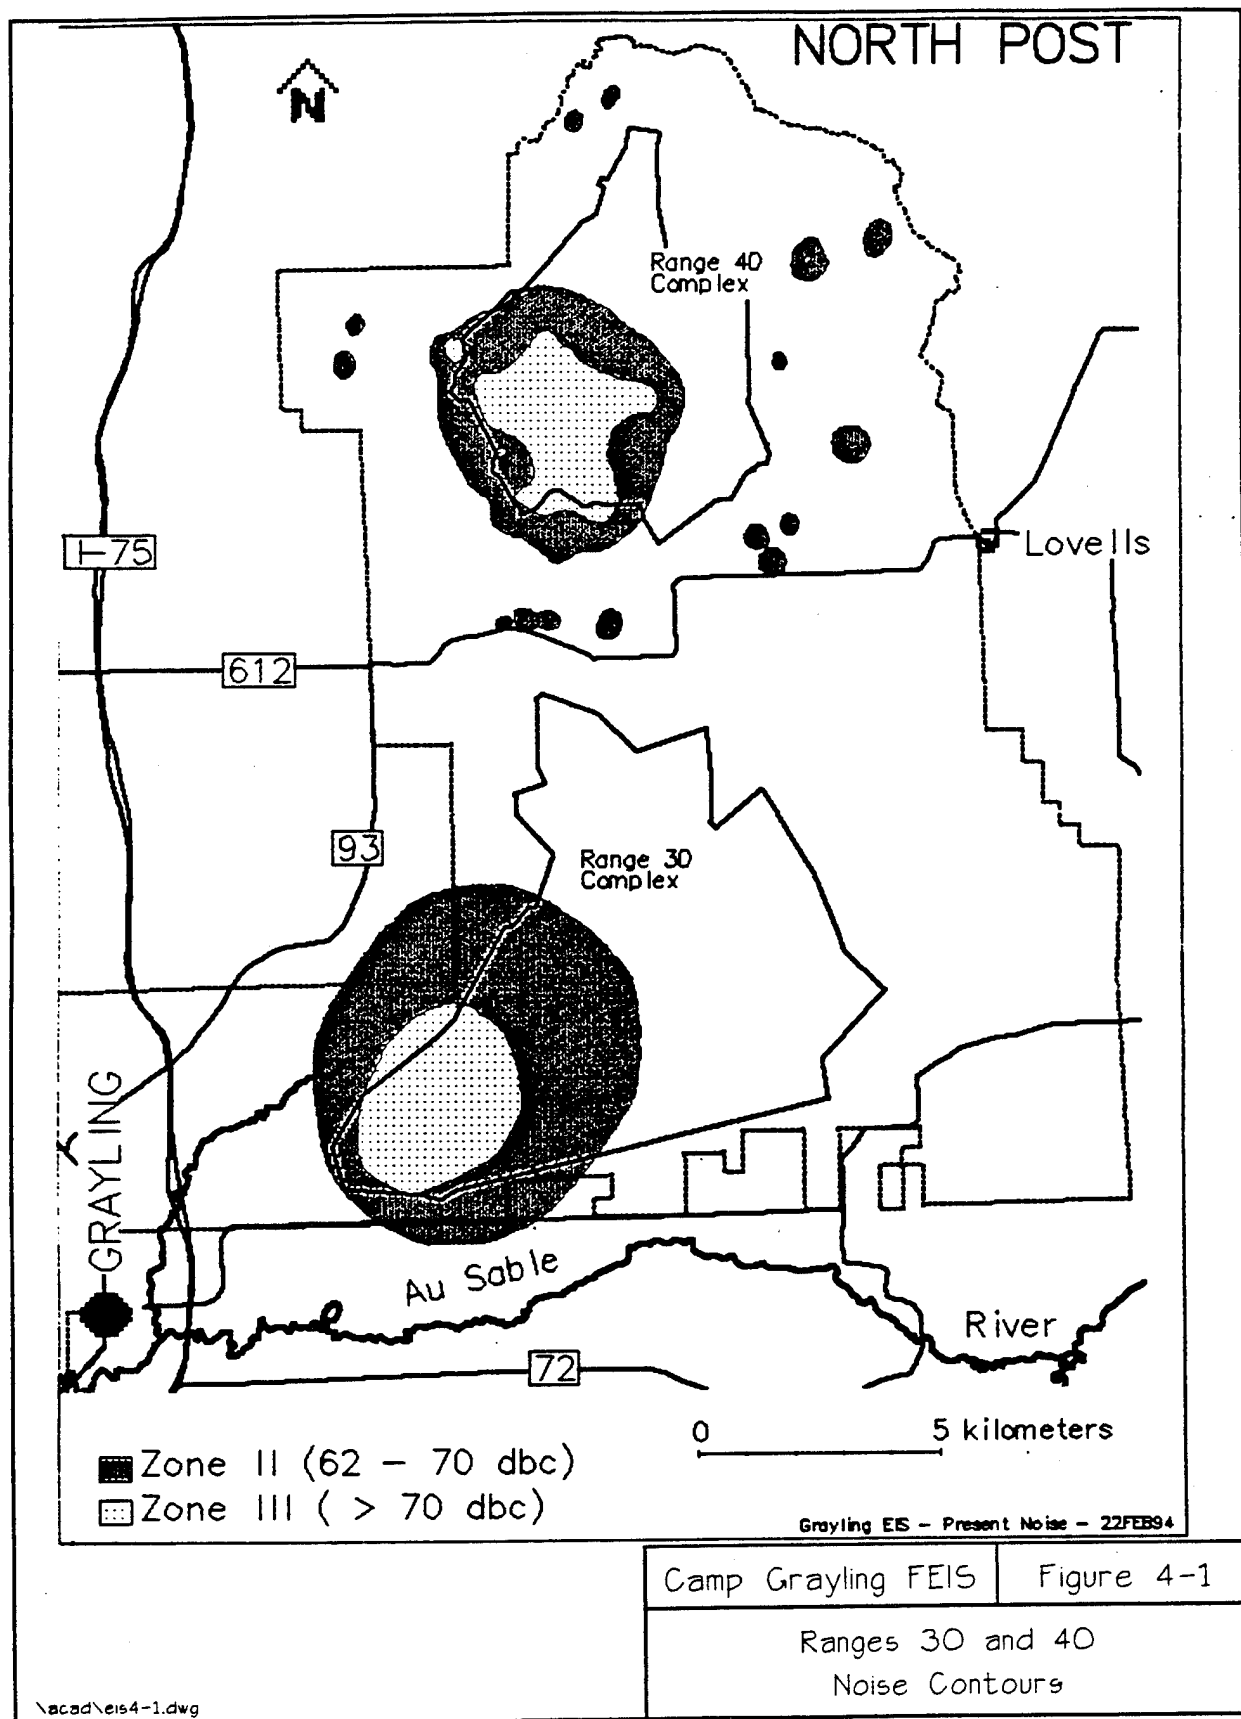 NORTH POST
N
Range 40
Complex
I-75
Lovells
612
93
Range 30
Complex
GRAYLING
Au Sable
River
72
0 5 kilometers
Zone II (62 - 70 dbc)
Zone III ( > 70 dbc)
Grayling EIS - Present Noise - 22FEB94
Camp Grayling FEIS
Figure 4-1
Ranges 30 and 40
Noise Contours
\acad\eis4-1.dwg